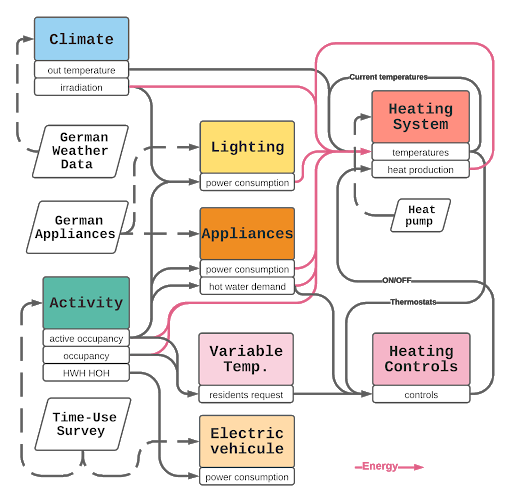 Climate
out temperature
irradiation
German
Weather
Data
German
Appliances
Activity
active occupancy
occupancy
HWH HOH
Time-Use
Survey
Lighting
power consumption
Appliances
power consumption
hot water demand
Variable
Temp.
residents request
Electric
vehicule
power consumption
Current temperatures
Heating
System
temperatures
heat production
Heat
pump
ON/OFF
Thermostats
Heating
Controls
controls
Energy